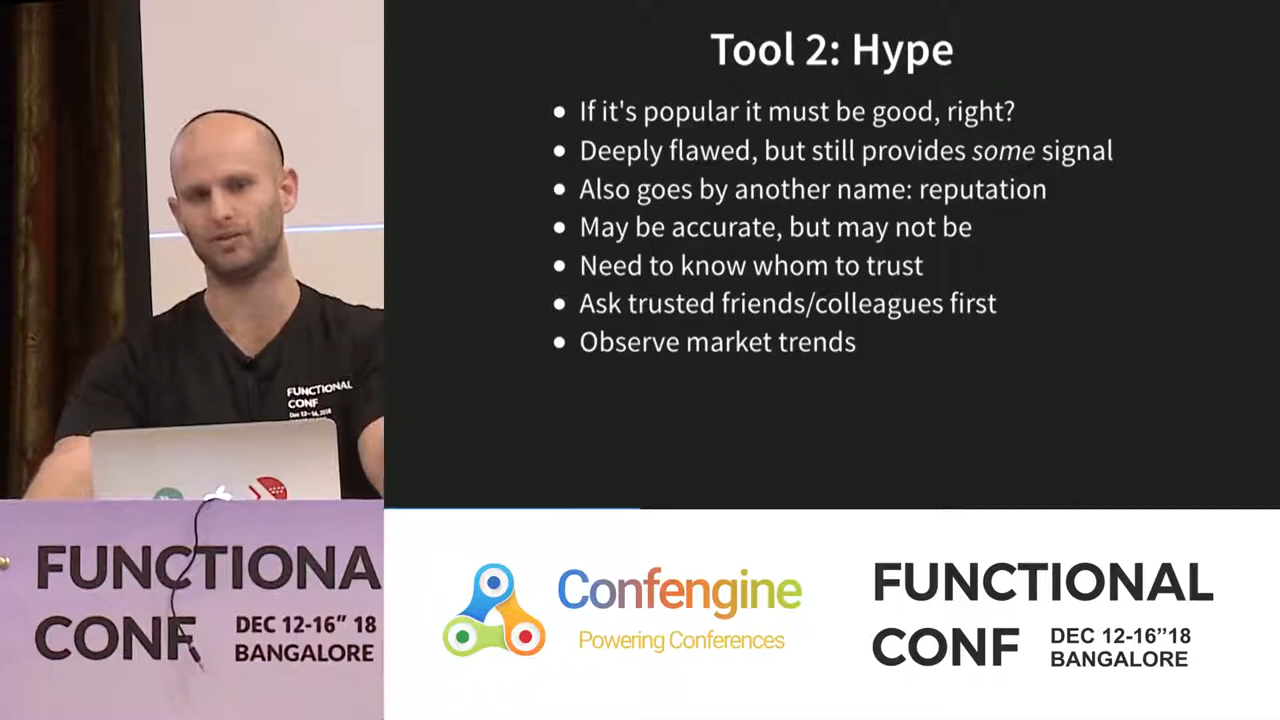 Tool 2: Hype
If it's popular it must be good, right?
Deeply flawed, but still provides some signal
Also goes by another name: reputation
May be accurate, but may not be
Need to know whom to trust
Ask trusted friends/colleagues first
Observe market trends
FUNCTIONAL
CONF
FUNCTIONA
CONF
DEC 12-16" 18
BANGALORE
Confengine
Powering Conferences
FUNCTIONAL
CONF
DEC 12-16"18
BANGALORE